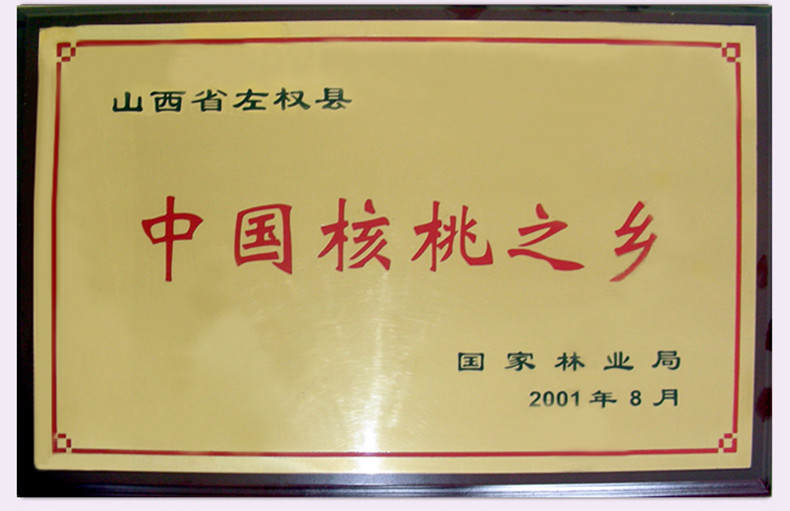 山西省左权县
中国核桃之乡
国家林业局
2001年8月